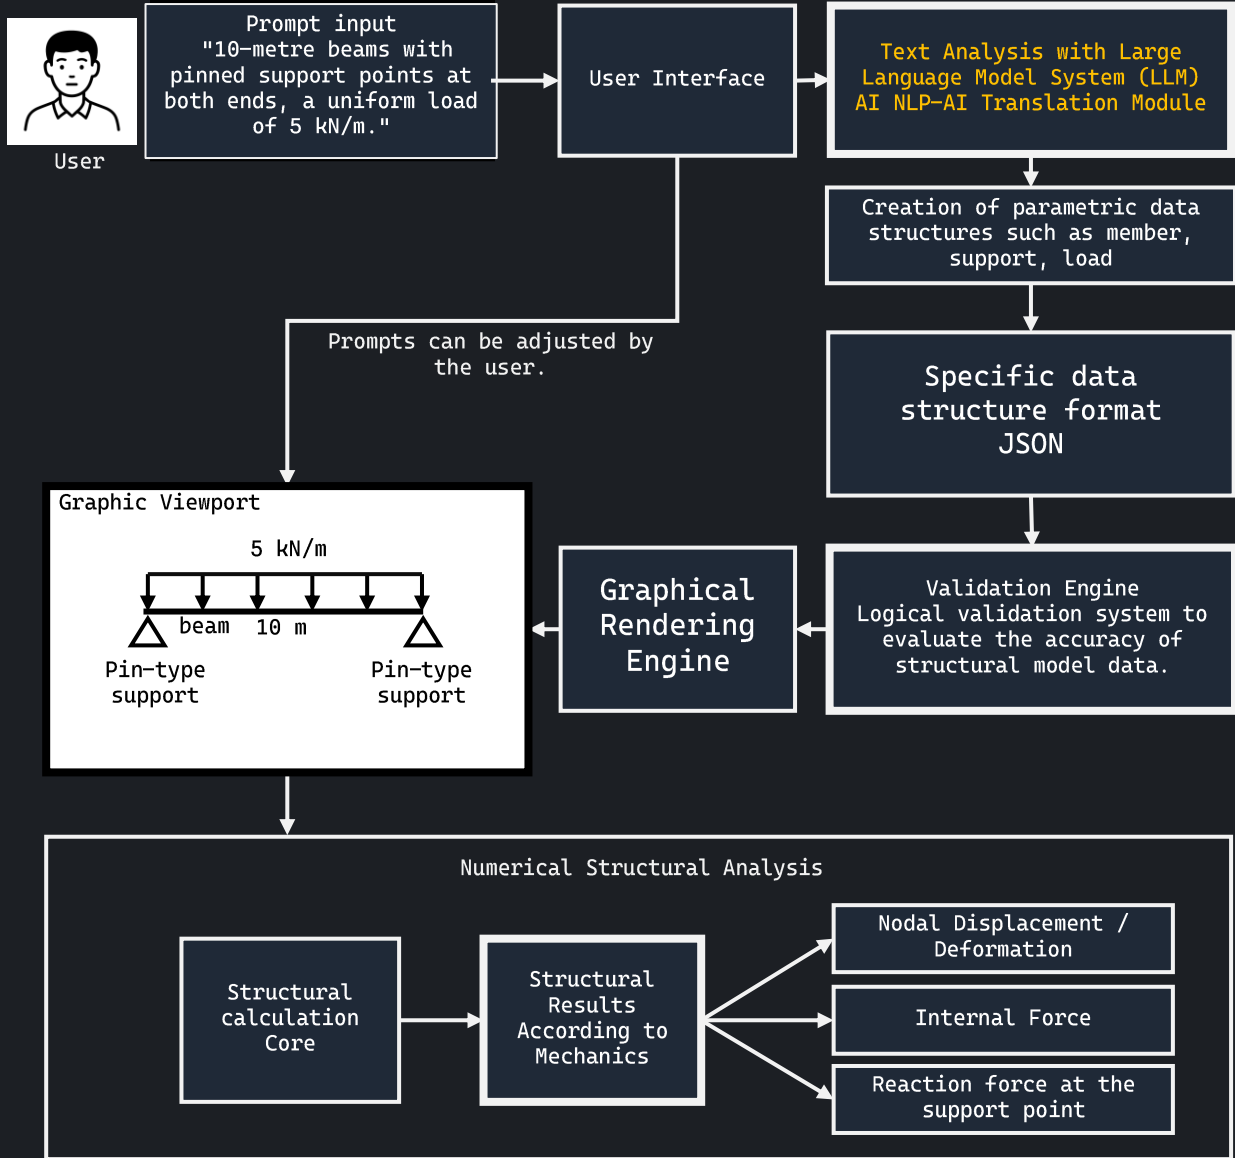 Prompt input
"10-metre beams with
pinned support points at
both ends, a uniform load
of 5 kN/m."
User
User Interface
Text Analysis with Large
Language Model System (LLM)
AI NLP-AI Translation Module
Creation of parametric data
structures such as member,
support, load
Prompts can be adjusted by
the user.
Specific data
structure format
JSON
Graphic Viewport
5 kN/m
beam 10 m
Pin-type
support
Pin-type
support
Graphical
Rendering
Engine
Validation Engine
Logical validation system to
evaluate the accuracy of
structural model data.
Numerical Structural Analysis
Structural
calculation
Core
Structural
Results
According to
Mechanics
Nodal Displacement /
Deformation
Internal Force
Reaction force at the
support point